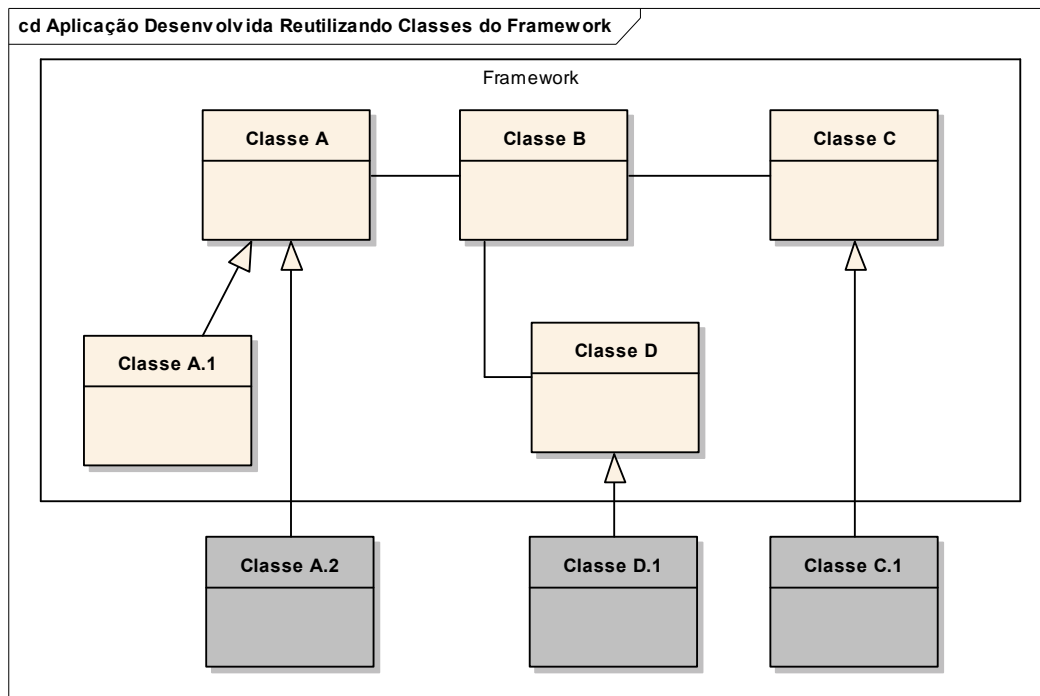 cd Aplicação Desenvolvida Reutilizando Classes do Framework
Framework
Classe A
Classe B
Classe C
Classe A.1
Classe D
Classe A.2
Classe D.1
Classe C.1